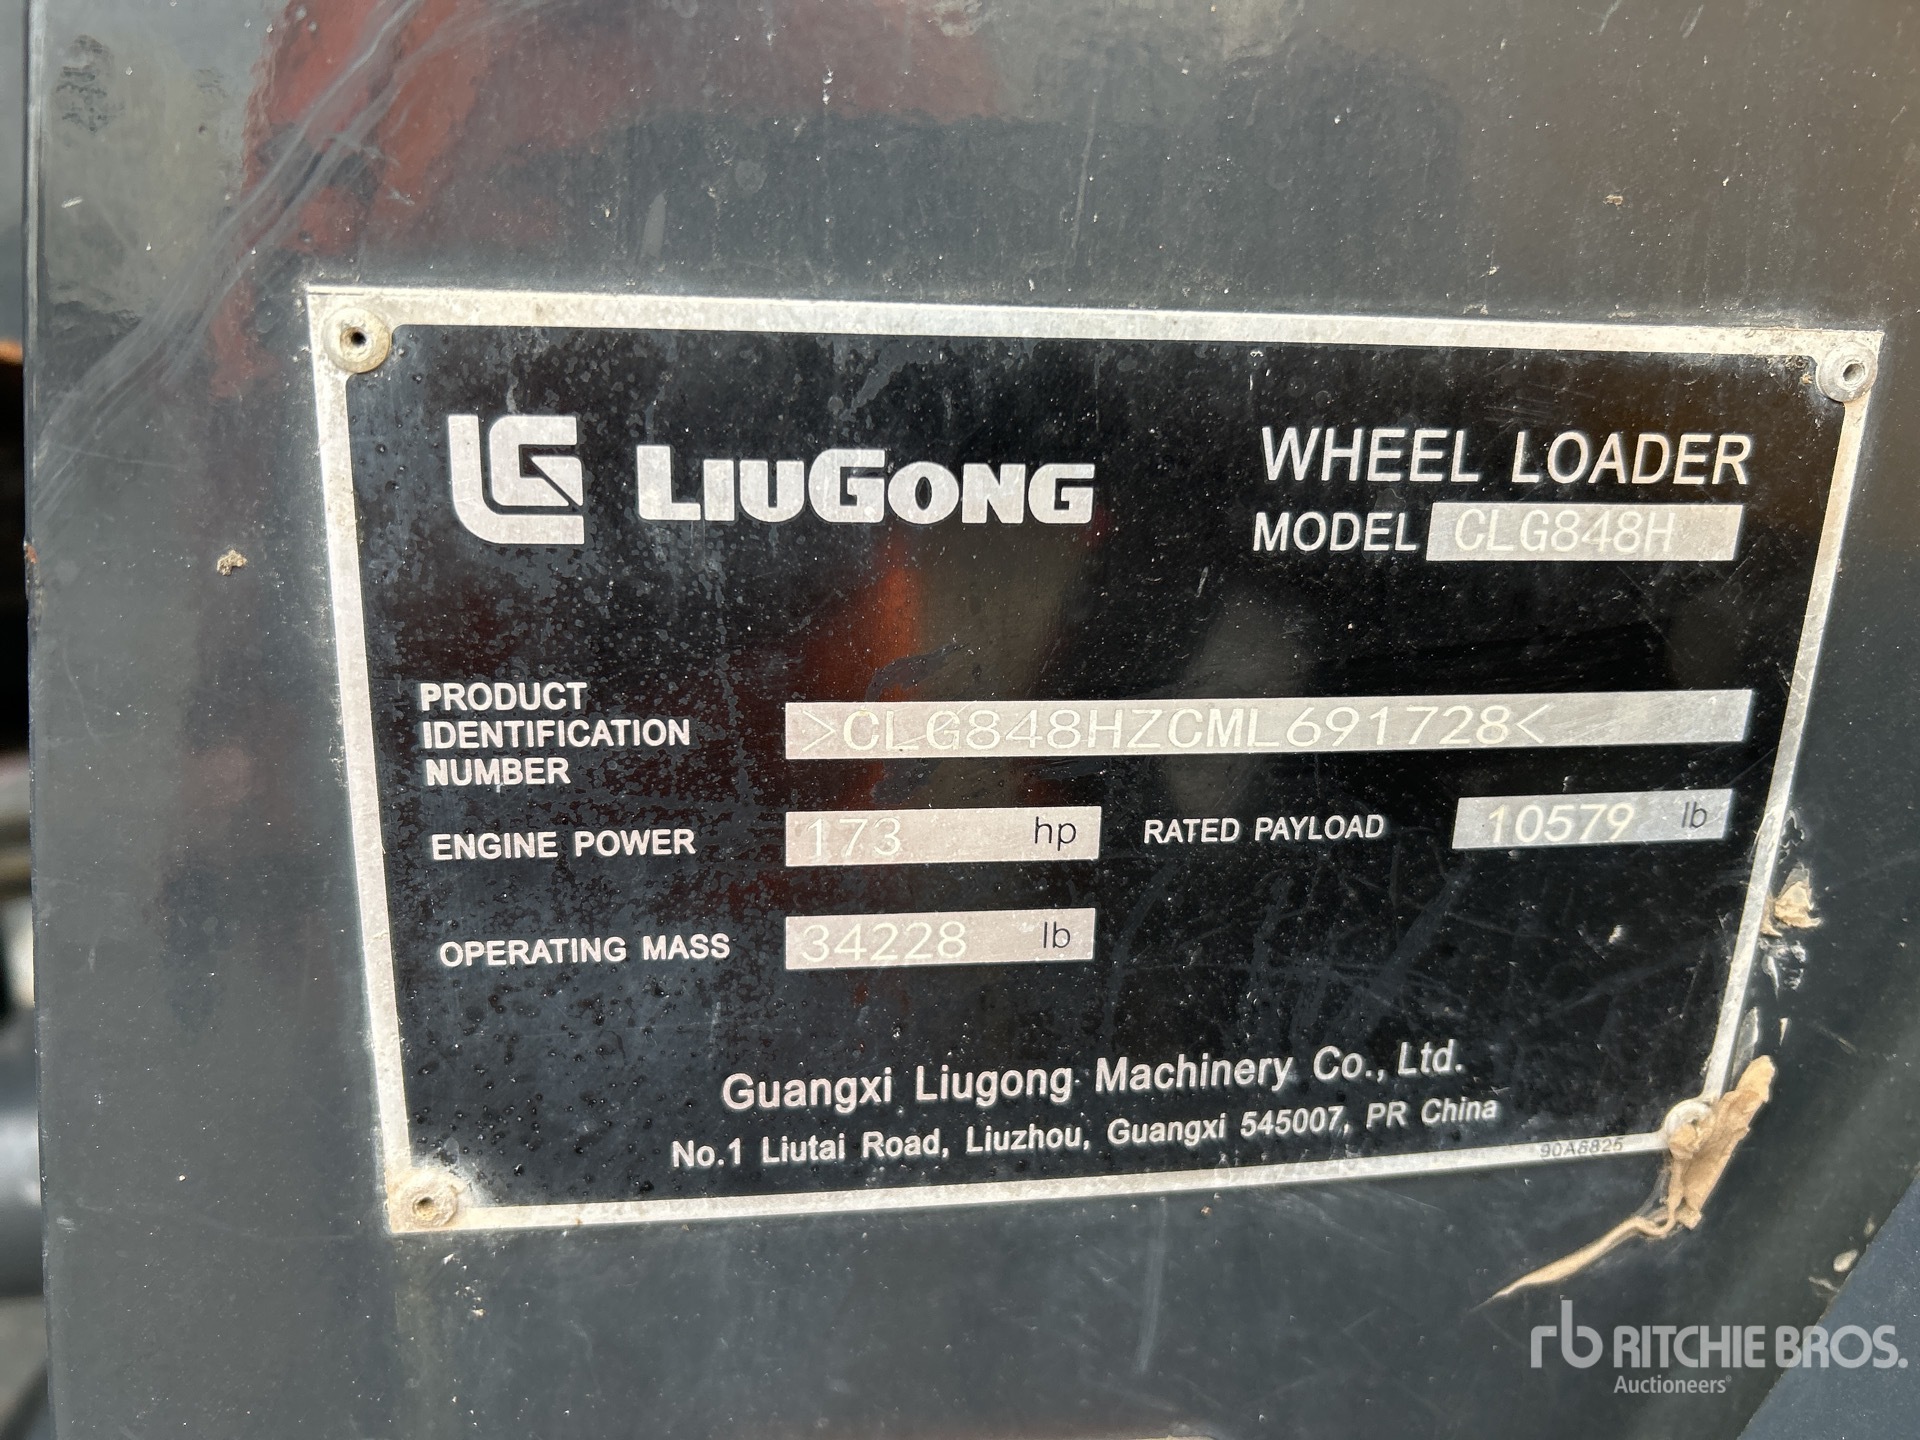 LG LIUGONG
WHEEL LOADER
MODEL CLG848H
PRODUCT
IDENTIFICATION
NUMBER
>CLG848HZCML691728<
ENGINE POWER 173 hp
RATED PAYLOAD 10579 lb
OPERATING MASS 34228 lb
Guangxi Liugong Machinery Co., Ltd.
No.1 Liutai Road, Liuzhou, Guangxi 545007, PR China
90A6825
rb RITCHIE BROS.
Auctioneers